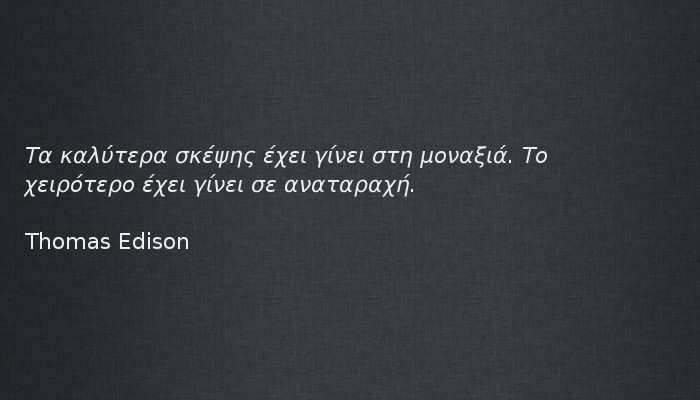 Τα καλύτερα σκέψης έχει γίνει στη μοναξιά. Το
χειρότερο έχει γίνει σε αναταραχή.
Thomas Edison